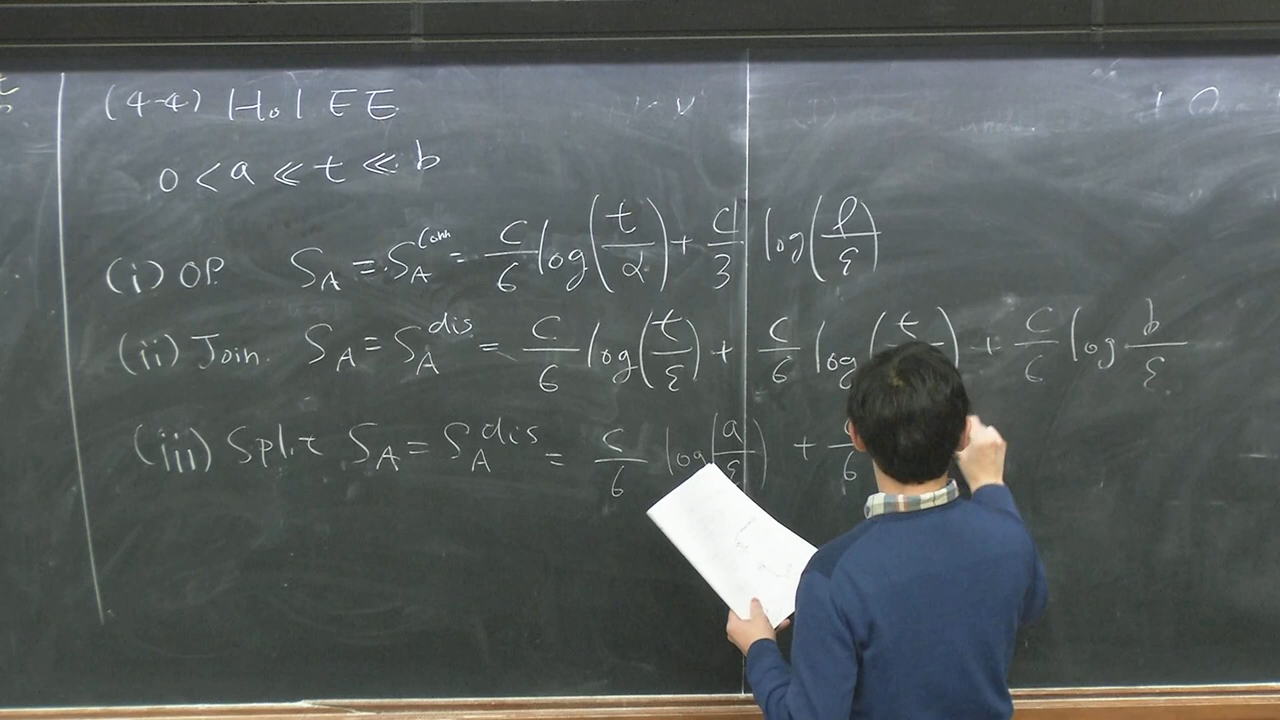 (4-4) Hol EE
0 < a ≪ t ≪ b
(i) OP. S_A = S_A^{Conn} = c/6 log(t/α) + c/3 log(l/ε)
(ii) Join. S_A = S_A^{dis} = c/6 log(t/ε) + c/6 log(t/ ) + c/6 log b/ε
(iii) Split S_A = S_A^{dis} = c/6 log(a/ε) + /6